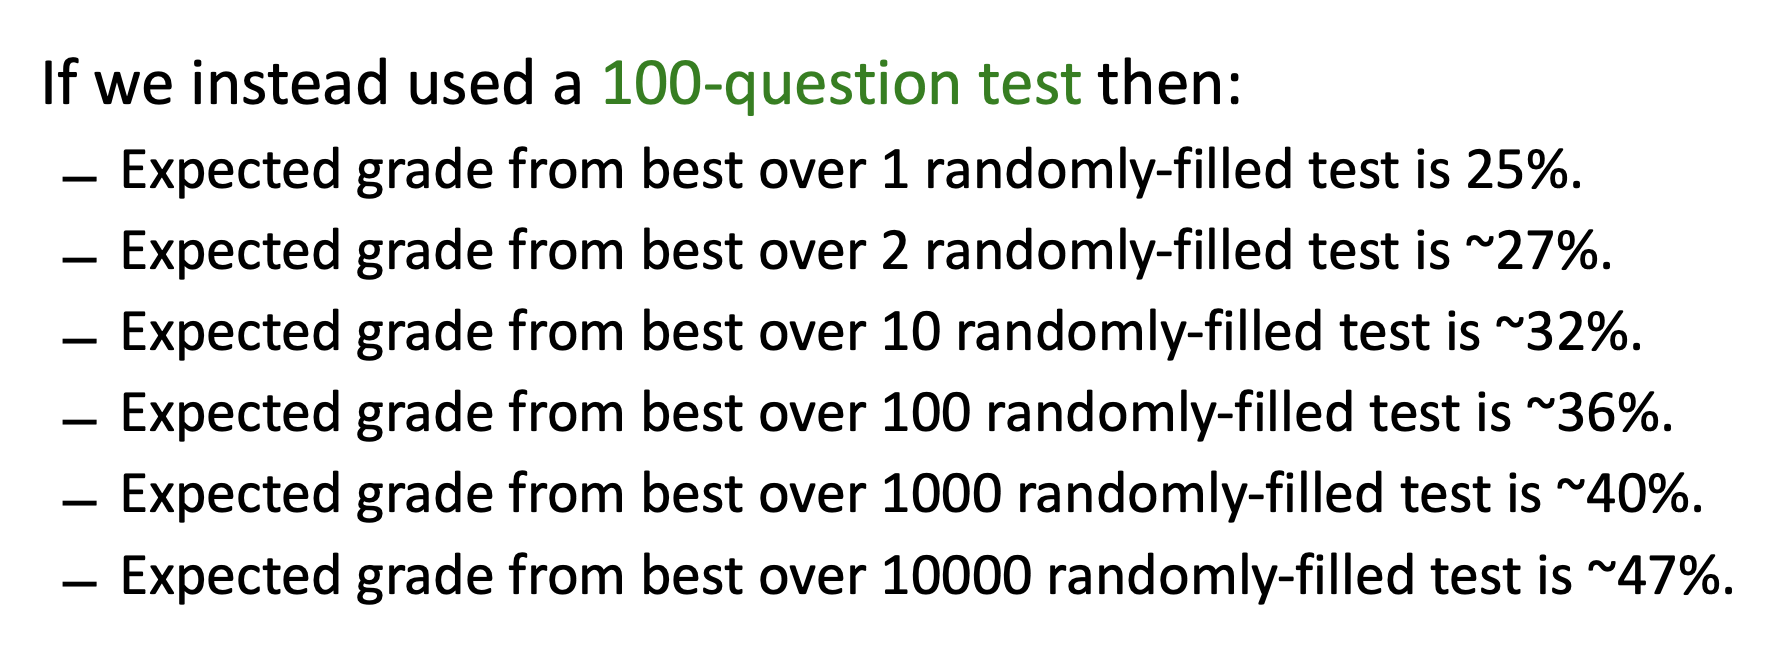 If we instead used a 100-question test then:
– Expected grade from best over 1 randomly-filled test is 25%.
– Expected grade from best over 2 randomly-filled test is ~27%.
– Expected grade from best over 10 randomly-filled test is ~32%.
– Expected grade from best over 100 randomly-filled test is ~36%.
– Expected grade from best over 1000 randomly-filled test is ~40%.
– Expected grade from best over 10000 randomly-filled test is ~47%.